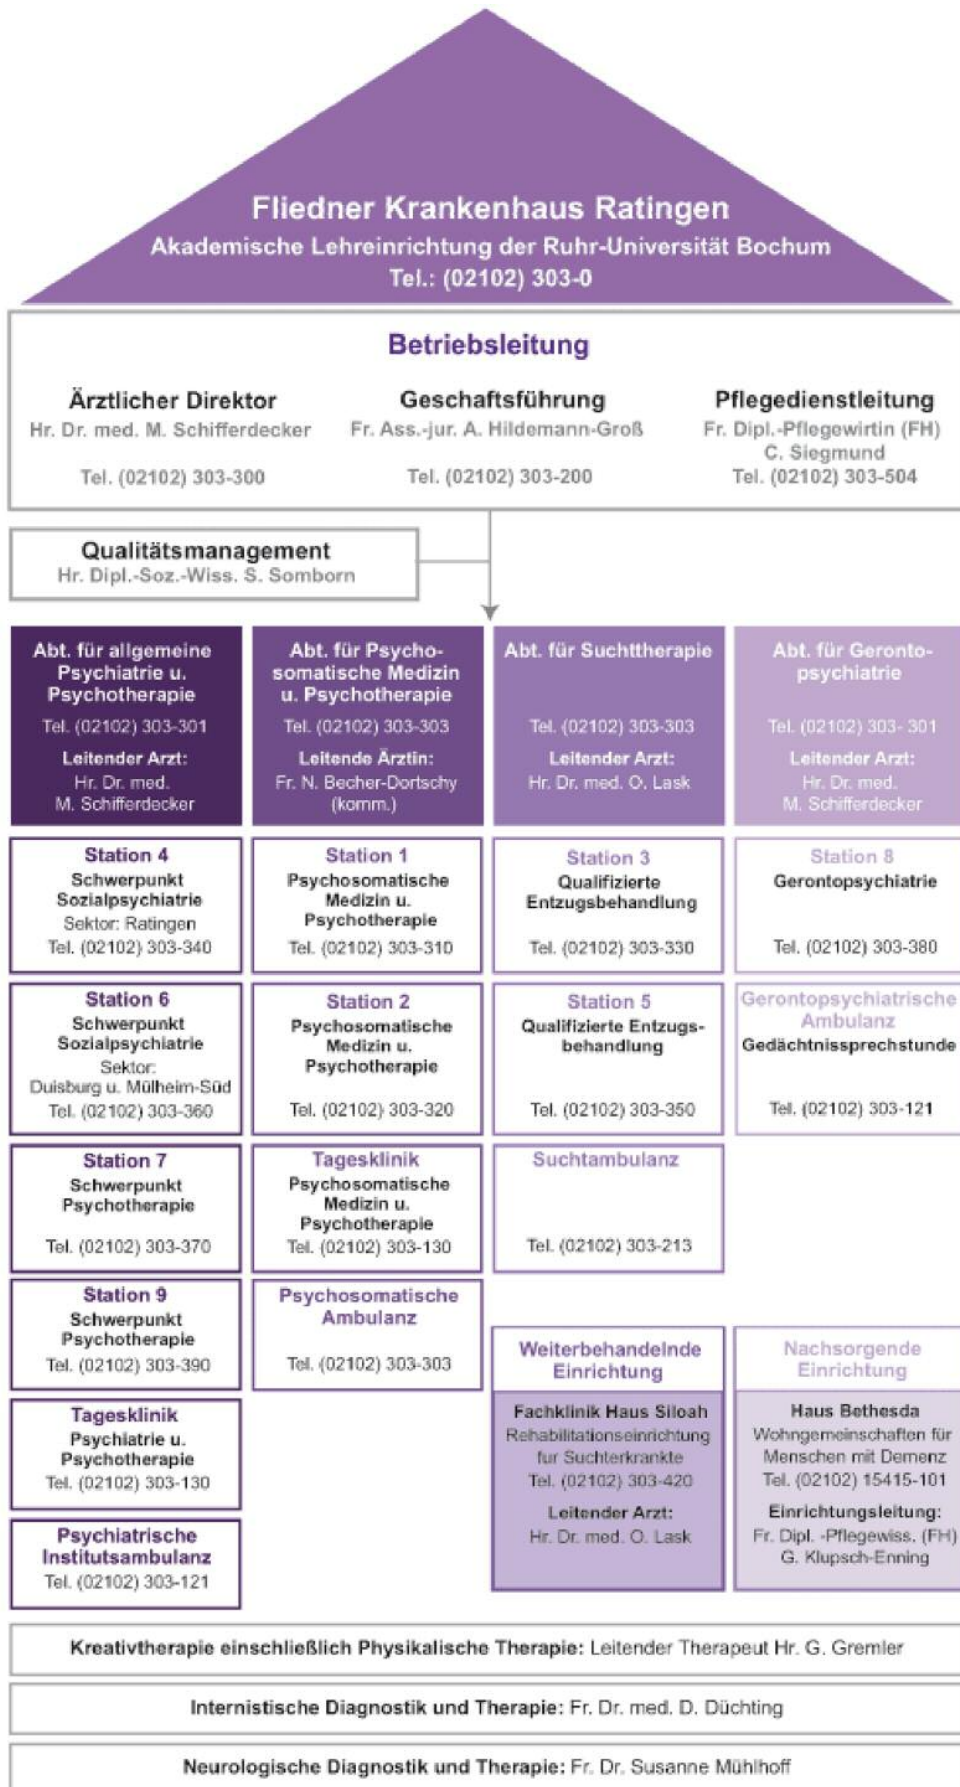 Fliedner Krankenhaus Ratingen
Akademische Lehreinrichtung der Ruhr-Universität Bochum
Tel.: (02102) 303-0
Betriebsleitung
Ärztlicher Direktor
Hr. Dr. med. M. Schifferdecker
Tel. (02102) 303-300
Geschaftsführung
Fr. Ass.-jur. A. Hildemann-Groß
Tel. (02102) 303-200
Pflegedienstleitung
Fr. Dipl.-Pflegewirtin (FH)
C. Siegmund
Tel. (02102) 303-504
Qualitätsmanagement
Hr. Dipl.-Soz.-Wiss. S. Somborn
Abt. für allgemeine
Psychiatrie u.
Psychotherapie
Tel. (02102) 303-301
Leitender Arzt:
Hr. Dr. med.
M. Schifferdecker
Station 4
Schwerpunkt
Sozialpsychiatrie
Sektor: Ratingen
Tel. (02102) 303-340
Station 6
Schwerpunkt
Sozialpsychiatrie
Sektor:
Duisburg u. Mülheim-Süd
Tel. (02102) 303-360
Station 7
Schwerpunkt
Psychotherapie
Tel. (02102) 303-370
Station 9
Schwerpunkt
Psychotherapie
Tel. (02102) 303-390
Tagesklinik
Psychiatrie u.
Psychotherapie
Tel. (02102) 303-130
Psychiatrische
Institutsambulanz
Tel. (02102) 303-121
Abt. für Psycho-
somatische Medizin
u. Psychotherapie
Tel. (02102) 303-303
Leitende Ärztin:
Fr. N. Becher-Dortschy
(komm.)
Station 1
Psychosomatische
Medizin u.
Psychotherapie
Tel. (02102) 303-310
Station 2
Psychosomatische
Medizin u.
Psychotherapie
Tel. (02102) 303-320
Tagesklinik
Psychosomatische
Medizin u.
Psychotherapie
Tel. (02102) 303-130
Psychosomatische
Ambulanz
Tel. (02102) 303-303
Abt. für Suchttherapie
Tel. (02102) 303-303
Leitender Arzt:
Hr. Dr. med. O. Lask
Station 3
Qualifizierte
Entzugsbehandlung
Tel. (02102) 303-330
Station 5
Qualifizierte Entzugs-
behandlung
Tel. (02102) 303-350
Suchtambulanz
Tel. (02102) 303-213
Weiterbehandelnde
Einrichtung
Fachklinik Haus Siloah
Rehabilitationseinrichtung
fur Suchterkrankte
Tel. (02102) 303-420
Leitender Arzt:
Hr. Dr. med. O. Lask
Abt. für Geronto-
psychiatrie
Tel. (02102) 303- 301
Leitender Arzt:
Hr. Dr. med.
M. Schifferdecker
Station 8
Gerontopsychiatrie
Tel. (02102) 303-380
Gerontopsychiatrische
Ambulanz
Gedächtnissprechstunde
Tel. (02102) 303-121
Nachsorgende
Einrichtung
Haus Bethesda
Wohngemeinschaften für
Menschen mit Demenz
Tel. (02102) 15415-101
Einrichtungsleitung:
Fr. Dipl. -Pflegewiss. (FH)
G. Klupsch-Enning
Kreativtherapie einschließlich Physikalische Therapie: Leitender Therapeut Hr. G. Gremler
Internistische Diagnostik und Therapie: Fr. Dr. med. D. Düchting
Neurologische Diagnostik und Therapie: Fr. Dr. Susanne Mühlhoff